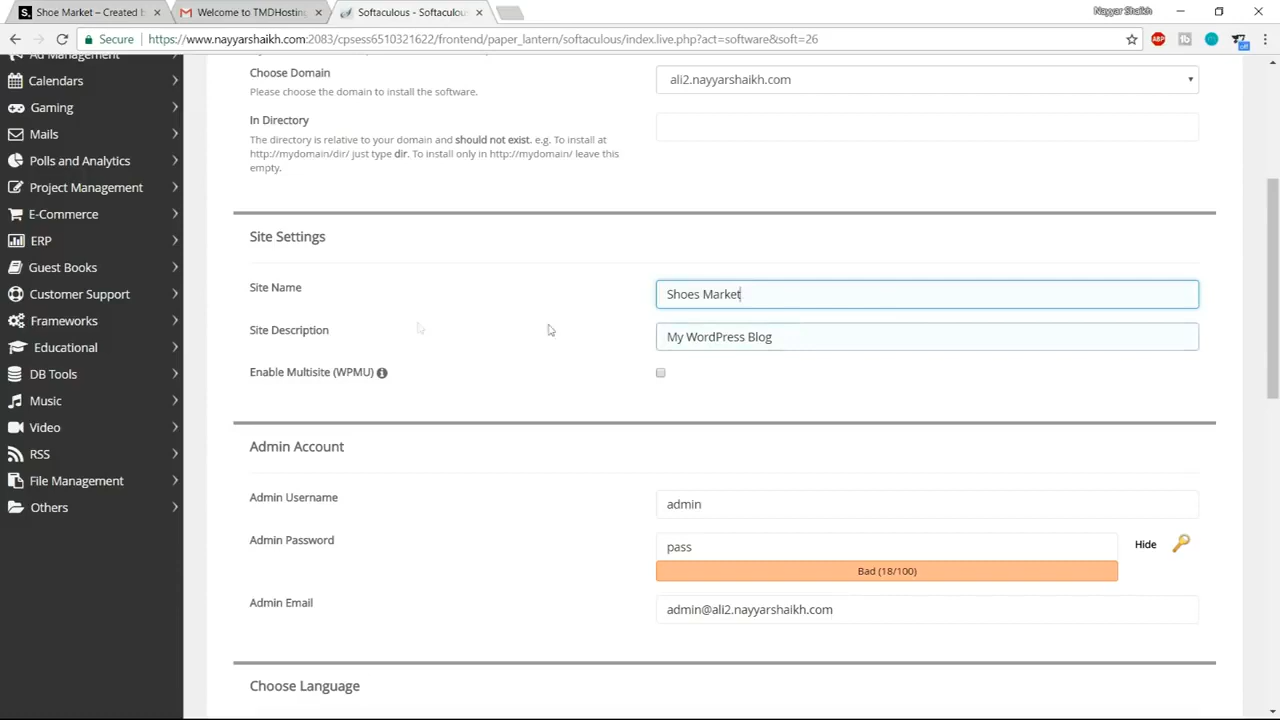 Shoe Market – Created b
Welcome to TMDHosting
Softaculous - Softaculou
Nayyar Shaikh
Secure
https://www.nayyarshaikh.com:2083/cpsess6510321622/frontend/paper_lantern/softaculous/index.live.php?act=software&soft=26
Ad Management
Calendars
Gaming
Mails
Polls and Analytics
Project Management
E-Commerce
ERP
Guest Books
Customer Support
Frameworks
Educational
DB Tools
Music
Video
RSS
File Management
Others
Choose Domain
Please choose the domain to install the software.
ali2.nayyarshaikh.com
In Directory
The directory is relative to your domain and should not exist. e.g. To install at
http://mydomain/dir/ just type dir. To install only in http://mydomain/ leave this
empty.
Site Settings
Site Name
Shoes Market
Site Description
My WordPress Blog
Enable Multisite (WPMU)
Admin Account
Admin Username
admin
Admin Password
pass
Hide
Bad (18/100)
Admin Email
admin@ali2.nayyarshaikh.com
Choose Language